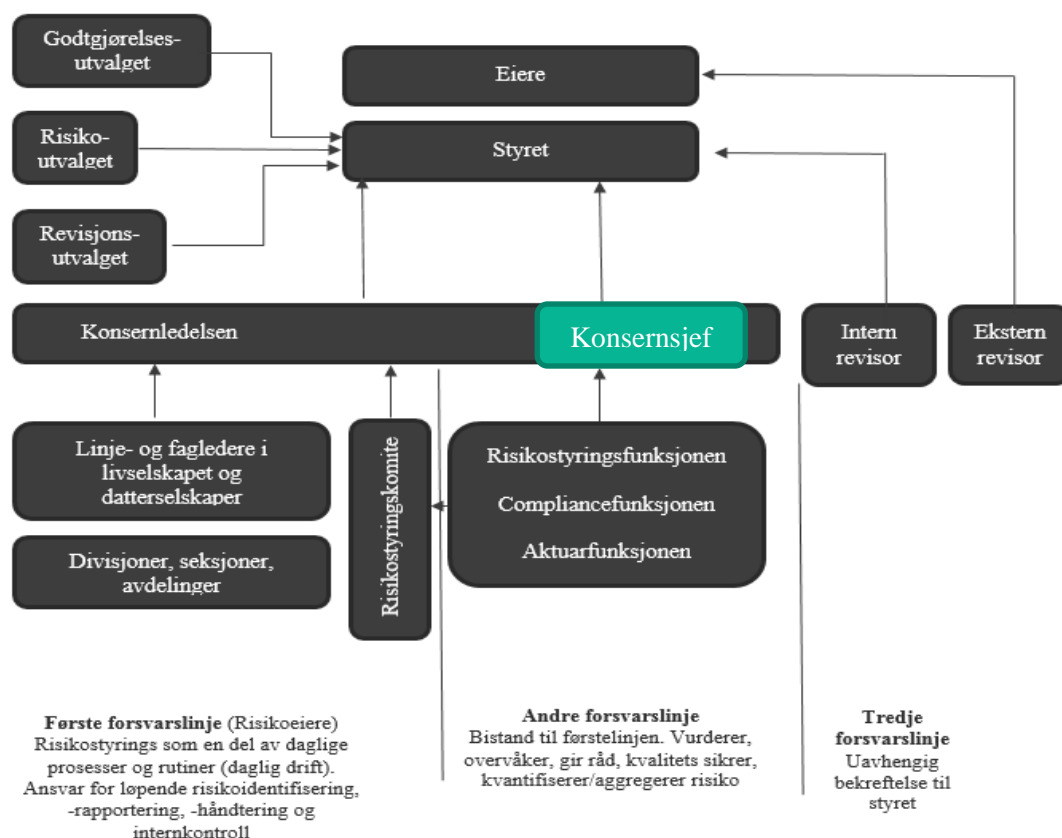 Godtgjørelses-
utvalget
Eiere
Risiko-
utvalget
Styret
Revisjons-
utvalget
Konsernledelsen
Konsernsjef
Intern
revisor
Ekstern
revisor
Linje- og fagledere i
livselskapet og
datterselskaper
Divisjoner, seksjoner,
avdelinger
Risikostyringskomite
Risikostyringsfunksjonen
Compliancefunksjonen
Aktuarfunksjonen
Første forsvarslinje (Risikoeiere)
Risikostyrings som en del av daglige
prosesser og rutiner (daglig drift).
Ansvar for løpende risikoidentifisering,
-rapportering, -håndtering og
internkontroll
Andre forsvarslinje
Bistand til førstelinjen. Vurderer,
overvåker, gir råd, kvalitets sikrer,
kvantifiserer/aggregerer risiko
Tredje
forsvarslinje
Uavhengig
bekreftelse til
styret